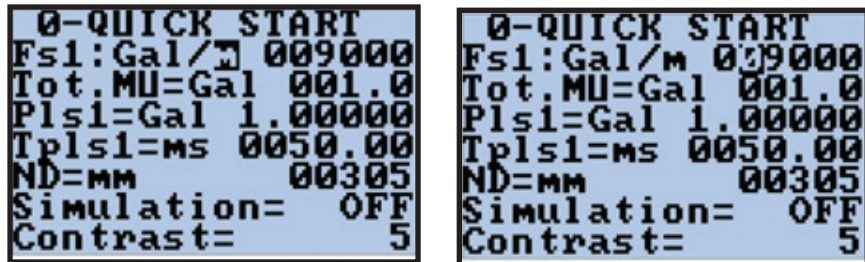 0-QUICK START
Fs1:Gal/m 009000
Tot.MU=Gal 001.0
Pls1=Gal 1.00000
Tpls1=ms 0050.00
ND=mm 00305
Simulation= OFF
Contrast= 5
0-QUICK START
Fs1:Gal/m 009000
Tot.MU=Gal 001.0
Pls1=Gal 1.00000
Tpls1=ms 0050.00
ND=mm 00305
Simulation= OFF
Contrast= 5